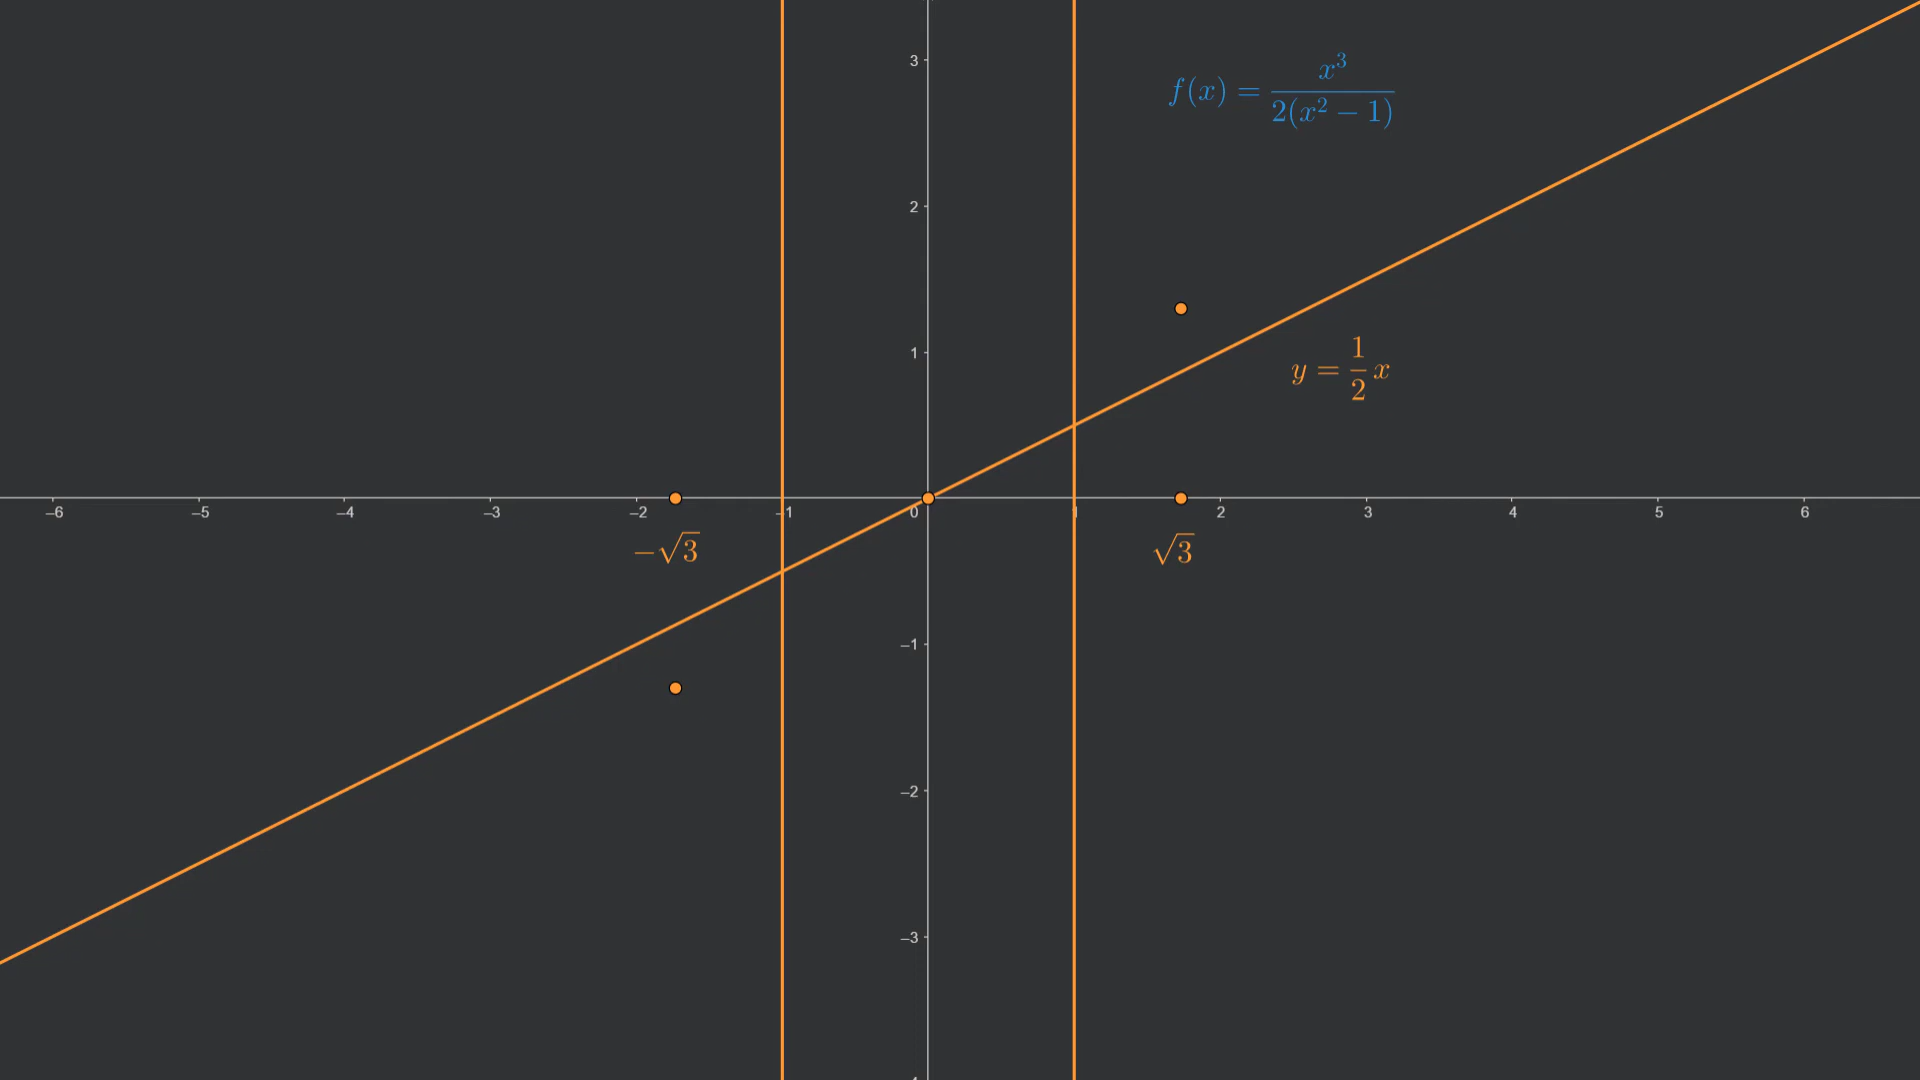 3
f(x) = x³ / 2(x² − 1)
2
1
y = 1/2 x
–6 –5 –4 –3 –2 –1 0 1 2 3 4 5 6
−√3 √3
–1
–2
–3